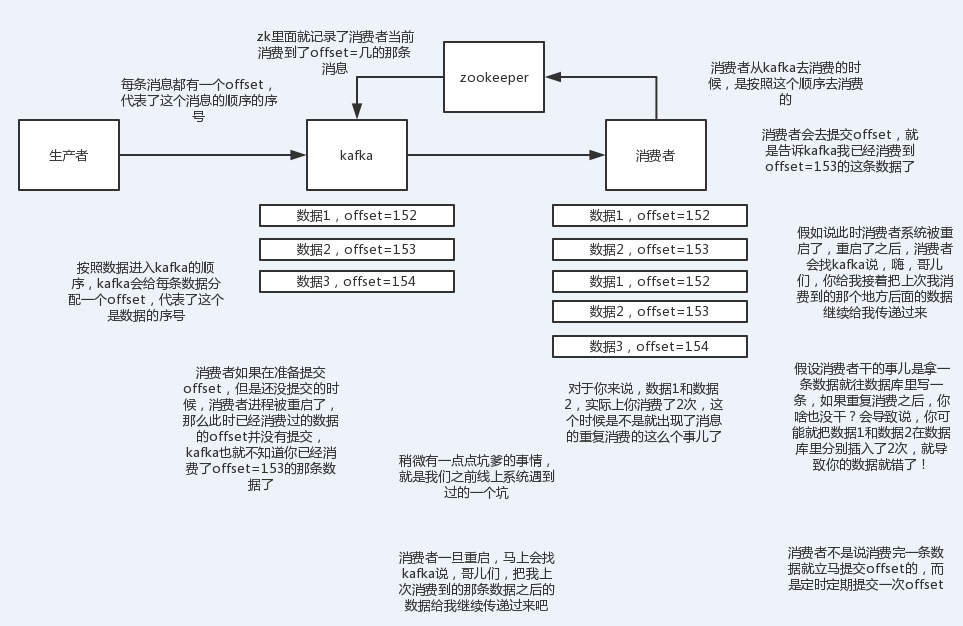 zk里面就记录了消费者当前
消费到了offset=几的那条
消息
zookeeper
每条消息都有一个offset，
代表了这个消息的顺序的序
号
消费者从kafka去消费的时
候，是按照这个顺序去消费
的
生产者
kafka
消费者
消费者会去提交offset，就
是告诉kafka我已经消费到
offset=153的这条数据了
数据1，offset=152
数据2，offset=153
数据3，offset=154
数据1，offset=152
数据2，offset=153
数据1，offset=152
数据2，offset=153
数据3，offset=154
假如说此时消费者系统被重
启了，重启了之后，消费者
会找kafka说，嗨，哥儿
们，你给我接着把上次我消
费到的那个地方后面的数据
继续给我传递过来
按照数据进入kafka的顺
序，kafka会给每条数据分
配一个offset，代表了这个
是数据的序号
消费者如果在准备提交
offset，但是还没提交的时
候，消费者进程被重启了，
那么此时已经消费过的数据
的offset并没有提交，
kafka也就不知道你已经消
费了offset=153的那条数
据了
对于你来说，数据1和数据
2，实际上你消费了2次，这
个时候是不是就出现了消息
的重复消费的这么个事儿了
假设消费者干的事儿是拿一
条数据就往数据库里写一
条，如果重复消费之后，你
啥也没干？会导致说，你可
能就把数据1和数据2在数据
库里分别插入了2次，就导
致你的数据就错了！
稍微有一点点坑爹的事情，
就是我们之前线上系统遇到
过的一个坑
消费者一旦重启，马上会找
kafka说，哥儿们，把我上
次消费到的那条数据之后的
数据给我继续传递过来吧
消费者不是说消费完一条数
据就立马提交offset的，而
是定时定期提交一次offset